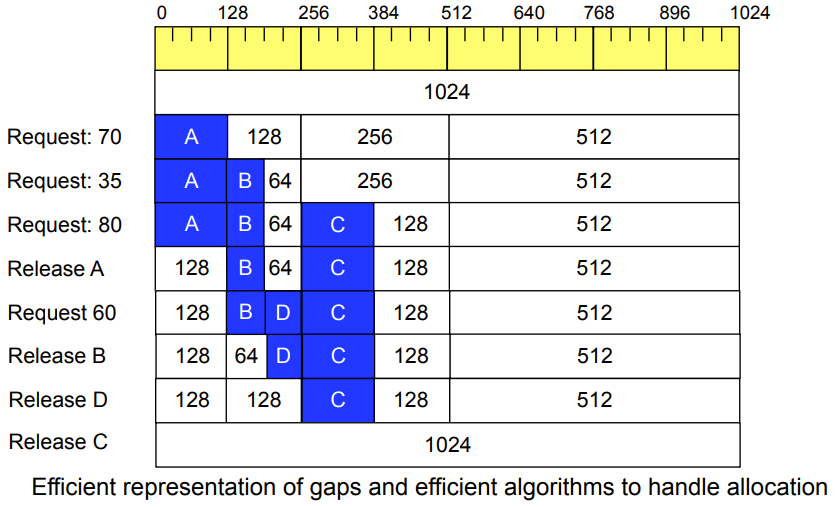 0 128 256 384 512 640 768 896 1024
1024
Request: 70 A 128 256 512
Request: 35 A B 64 256 512
Request: 80 A B 64 C 128 512
Release A 128 B 64 C 128 512
Request 60 128 B D C 128 512
Release B 128 64 D C 128 512
Release D 128 128 C 128 512
Release C 1024
Efficient representation of gaps and efficient algorithms to handle allocation